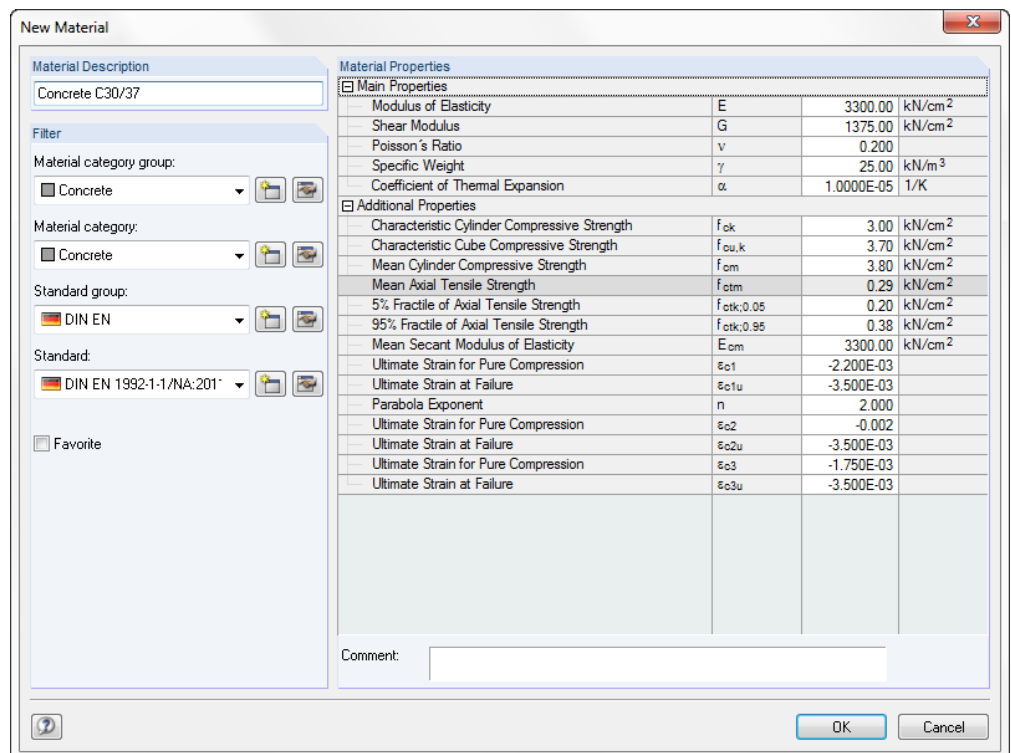 New Material
Material Description
Concrete C30/37
Filter
Material category group:
Concrete
Material category:
Concrete
Standard group:
DIN EN
Standard:
DIN EN 1992-1-1/NA:201
Favorite
Material Properties
Main Properties
Modulus of Elasticity E 3300.00 kN/cm²
Shear Modulus G 1375.00 kN/cm²
Poisson´s Ratio ν 0.200
Specific Weight γ 25.00 kN/m³
Coefficient of Thermal Expansion α 1.0000E-05 1/K
Additional Properties
Characteristic Cylinder Compressive Strength fck 3.00 kN/cm²
Characteristic Cube Compressive Strength fcu,k 3.70 kN/cm²
Mean Cylinder Compressive Strength fcm 3.80 kN/cm²
Mean Axial Tensile Strength fctm 0.29 kN/cm²
5% Fractile of Axial Tensile Strength fctk;0.05 0.20 kN/cm²
95% Fractile of Axial Tensile Strength fctk;0.95 0.38 kN/cm²
Mean Secant Modulus of Elasticity Ecm 3300.00 kN/cm²
Ultimate Strain for Pure Compression εc1 -2.200E-03
Ultimate Strain at Failure εc1u -3.500E-03
Parabola Exponent n 2.000
Ultimate Strain for Pure Compression εc2 -0.002
Ultimate Strain at Failure εc2u -3.500E-03
Ultimate Strain for Pure Compression εc3 -1.750E-03
Ultimate Strain at Failure εc3u -3.500E-03
Comment:
OK Cancel